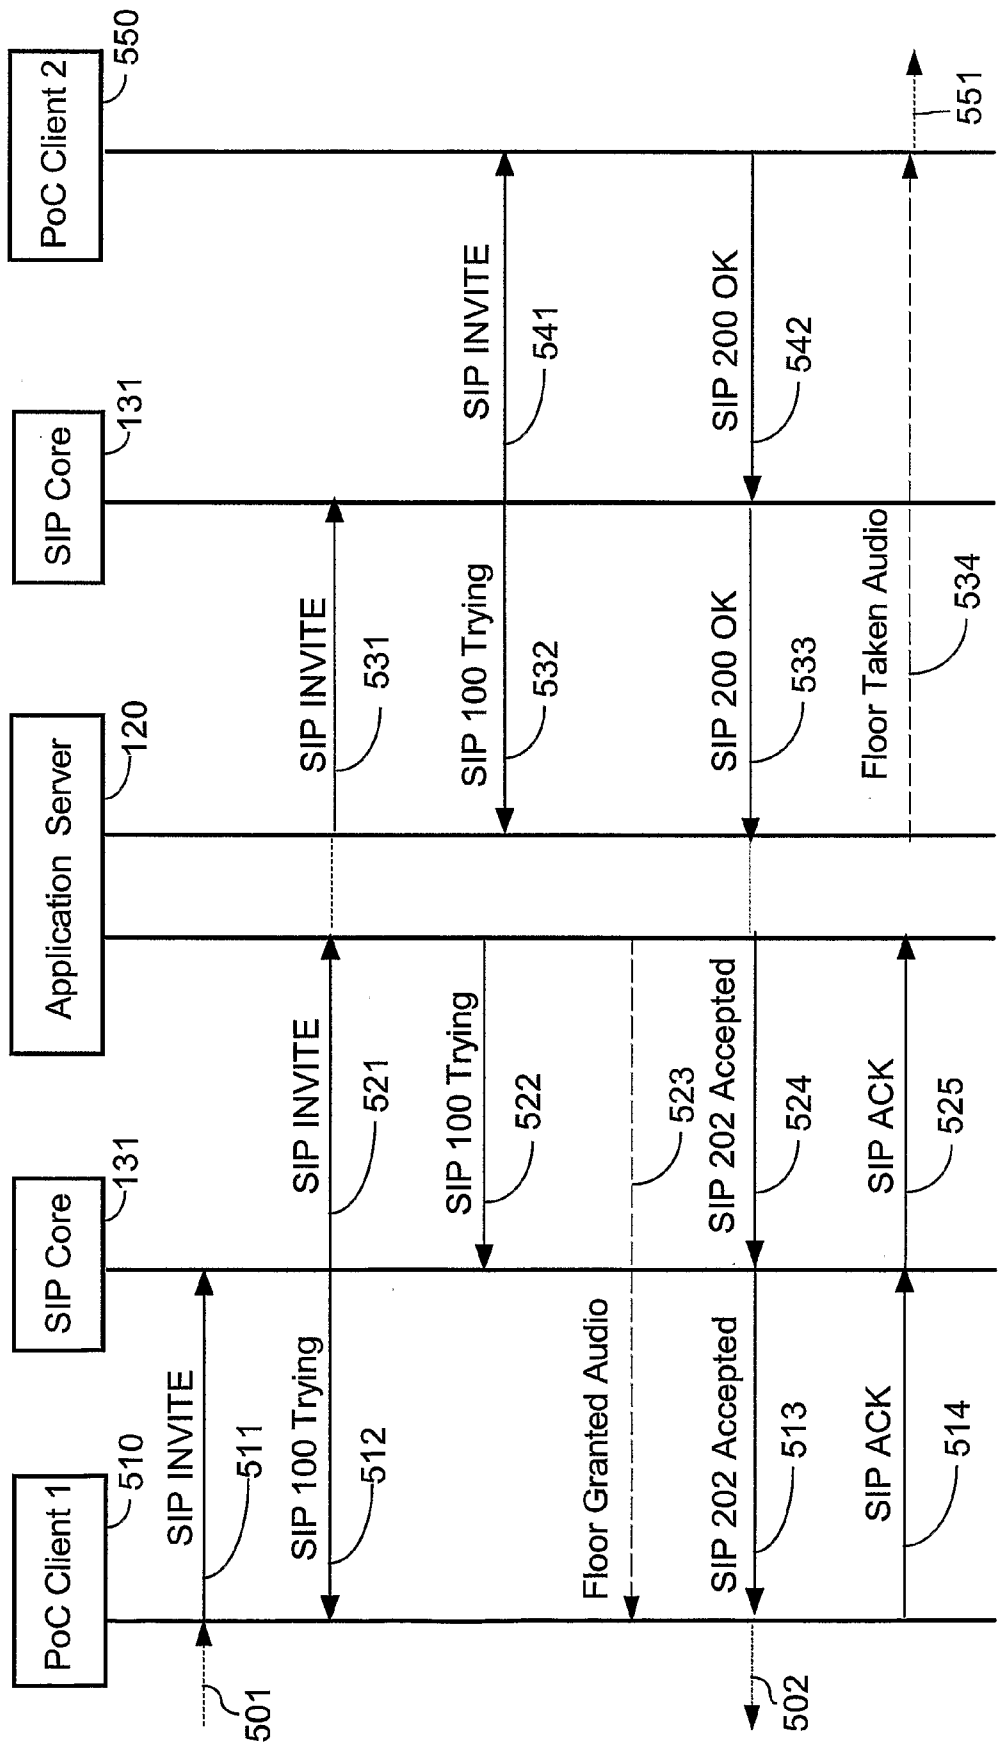 PoC Client 1
510
SIP Core
131
Application Server
120
SIP Core
131
PoC Client 2
550
501
SIP INVITE
511
SIP 100 Trying
512
SIP INVITE
521
SIP INVITE
531
SIP 100 Trying
522
SIP 100 Trying
532
SIP INVITE
541
Floor Granted Audio
523
502
SIP 202 Accepted
513
SIP 202 Accepted
524
SIP 200 OK
533
SIP 200 OK
542
SIP ACK
514
SIP ACK
525
Floor Taken Audio
534
551